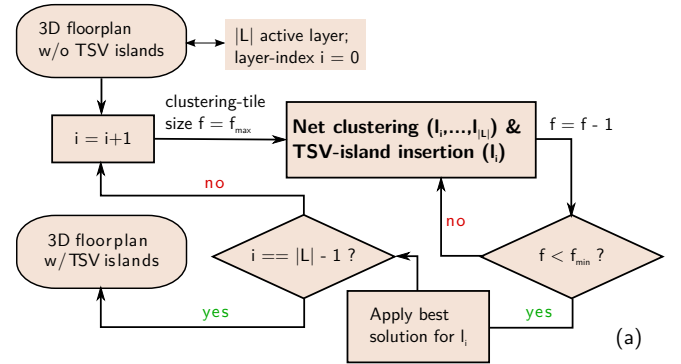 3D floorplan
w/o TSV islands
|L| active layer;
layer-index i = 0
clustering-tile
size f = fmax
i = i+1
Net clustering (li,...,l|L|) &
TSV-island insertion (li)
f = f - 1
no
no
3D floorplan
w/TSV islands
i == |L| - 1 ?
f < fmin ?
yes
Apply best
solution for li
yes
(a)